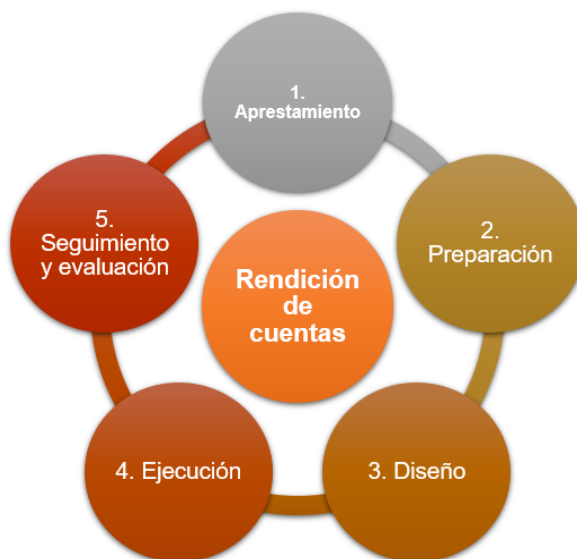 1.
Aprestamiento
2.
Preparación
3. Diseño
4. Ejecución
5.
Seguimiento
y evaluación
Rendición
de
cuentas